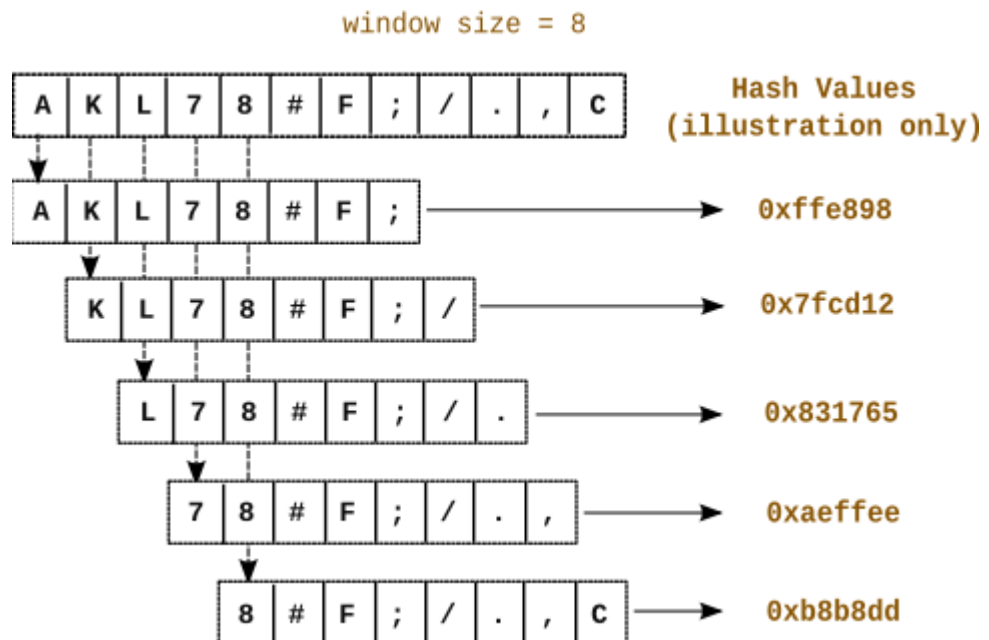 window size = 8
Hash Values
(illustration only)
A K L 7 8 # F ; / . , C
A K L 7 8 # F ; 0xffe898
K L 7 8 # F ; / 0x7fcd12
L 7 8 # F ; / . 0x831765
7 8 # F ; / . , 0xaeffee
8 # F ; / . , C 0xb8b8dd